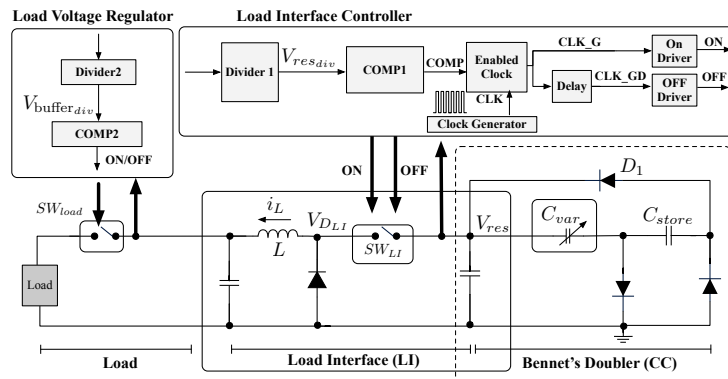 Load Voltage Regulator
Divider2
V_buffer_div
COMP2
ON/OFF
Load Interface Controller
Divider 1
V_res_div
COMP1
COMP
Enabled Clock
CLK
Clock Generator
CLK_G
Delay
CLK_GD
On Driver
ON
OFF Driver
OFF
ON
OFF
SW_load
Load
i_L
L
V_D_LI
SW_LI
V_res
D_1
C_var
C_store
Load
Load Interface (LI)
Bennet's Doubler (CC)